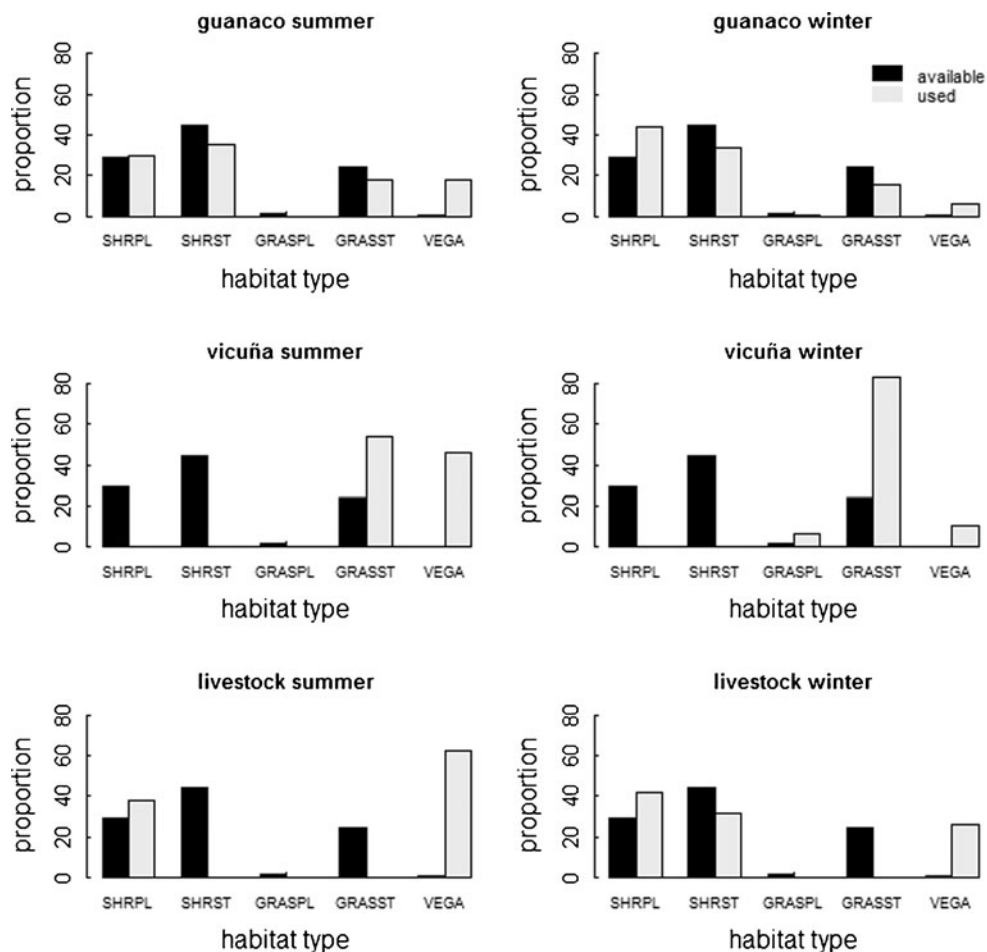 guanaco summer
80
60
40
20
0
proportion
SHRPL SHRST GRASPL GRASST VEGA
habitat type
guanaco winter
available
used
80
60
40
20
0
proportion
SHRPL SHRST GRASPL GRASST VEGA
habitat type
vicuña summer
80
60
40
20
0
proportion
SHRPL SHRST GRASPL GRASST VEGA
habitat type
vicuña winter
80
60
40
20
0
proportion
SHRPL SHRST GRASPL GRASST VEGA
habitat type
livestock summer
80
60
40
20
0
proportion
SHRPL SHRST GRASPL GRASST VEGA
habitat type
livestock winter
80
60
40
20
0
proportion
SHRPL SHRST GRASPL GRASST VEGA
habitat type